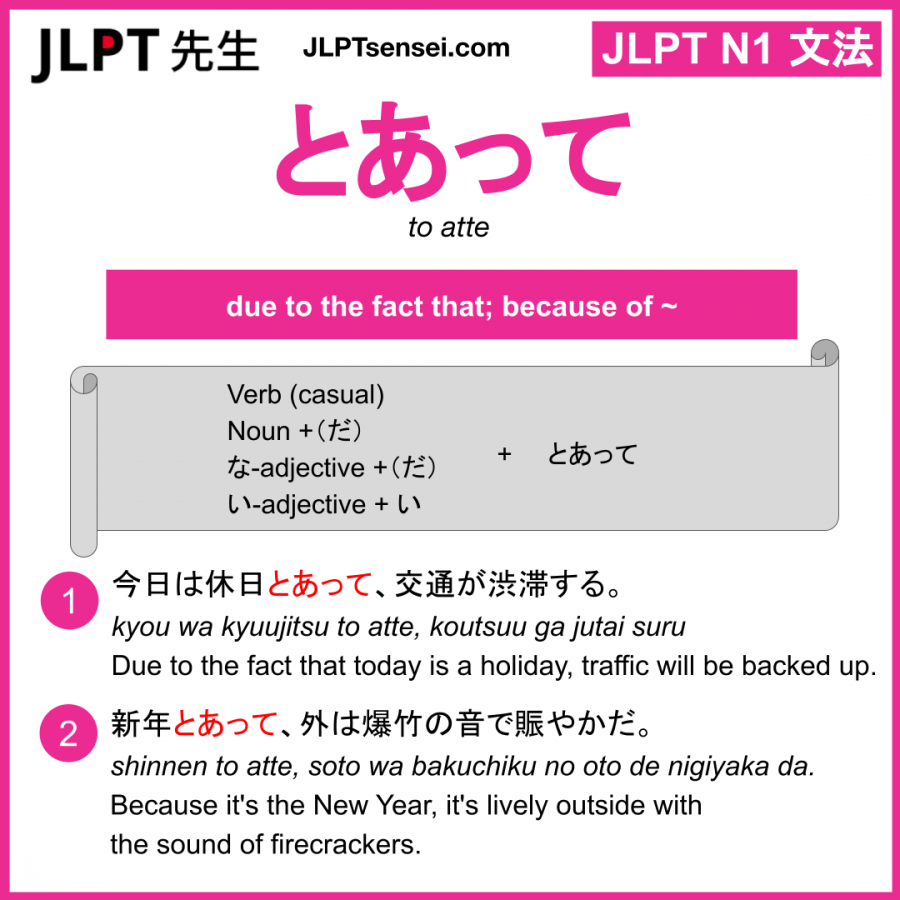 JLPT 先生
JLPTsensei.com
JLPT N1 文法
とあって
to atte
due to the fact that; because of ~
Verb (casual)
Noun +（だ）
な-adjective +（だ）
い-adjective + い
+ とあって
1
今日は休日とあって、交通が渋滞する。
kyou wa kyuujitsu to atte, koutsuu ga jutai suru
Due to the fact that today is a holiday, traffic will be backed up.
2
新年とあって、外は爆竹の音で賑やかだ。
shinnen to atte, soto wa bakuchiku no oto de nigiyaka da.
Because it's the New Year, it's lively outside with
the sound of firecrackers.